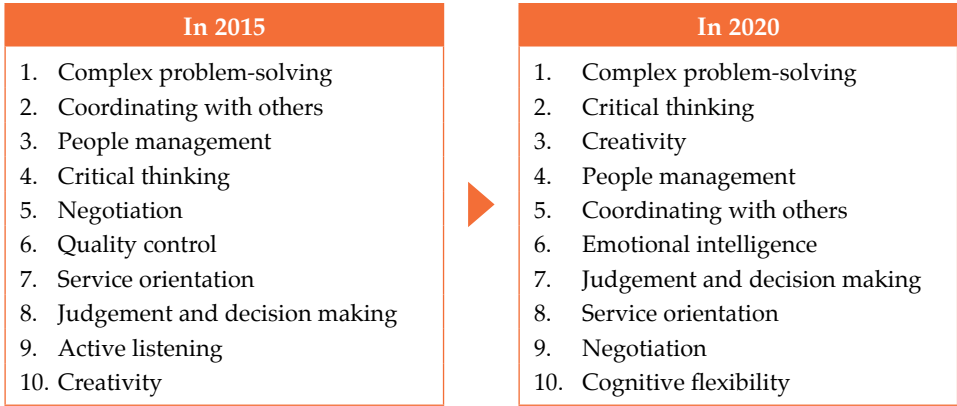 In 2015
1. Complex problem-solving
2. Coordinating with others
3. People management
4. Critical thinking
5. Negotiation
6. Quality control
7. Service orientation
8. Judgement and decision making
9. Active listening
10. Creativity
In 2020
1. Complex problem-solving
2. Critical thinking
3. Creativity
4. People management
5. Coordinating with others
6. Emotional intelligence
7. Judgement and decision making
8. Service orientation
9. Negotiation
10. Cognitive flexibility